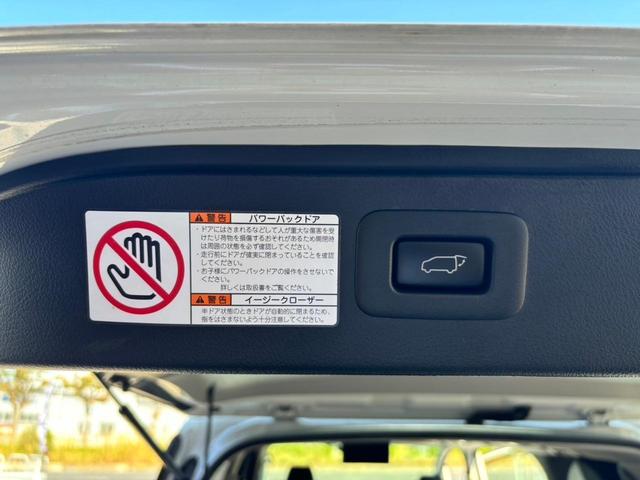 警告 パワーバックドア
・ドアにはさまれるなどして人が重大な傷害を受
けたり荷物を損傷するおそれがあるため開閉時
は周囲の状態を必ず確認してください。
・走行前にドアが確実に閉まっていることを確認
してください。
・お子様にパワーバックドアの操作をさせないで
ください。
詳しくは取扱書をご覧ください。
警告 イージークローザー
半ドア状態のときドアが自動的に閉まるため、
指をはさまないよう十分注意してください。